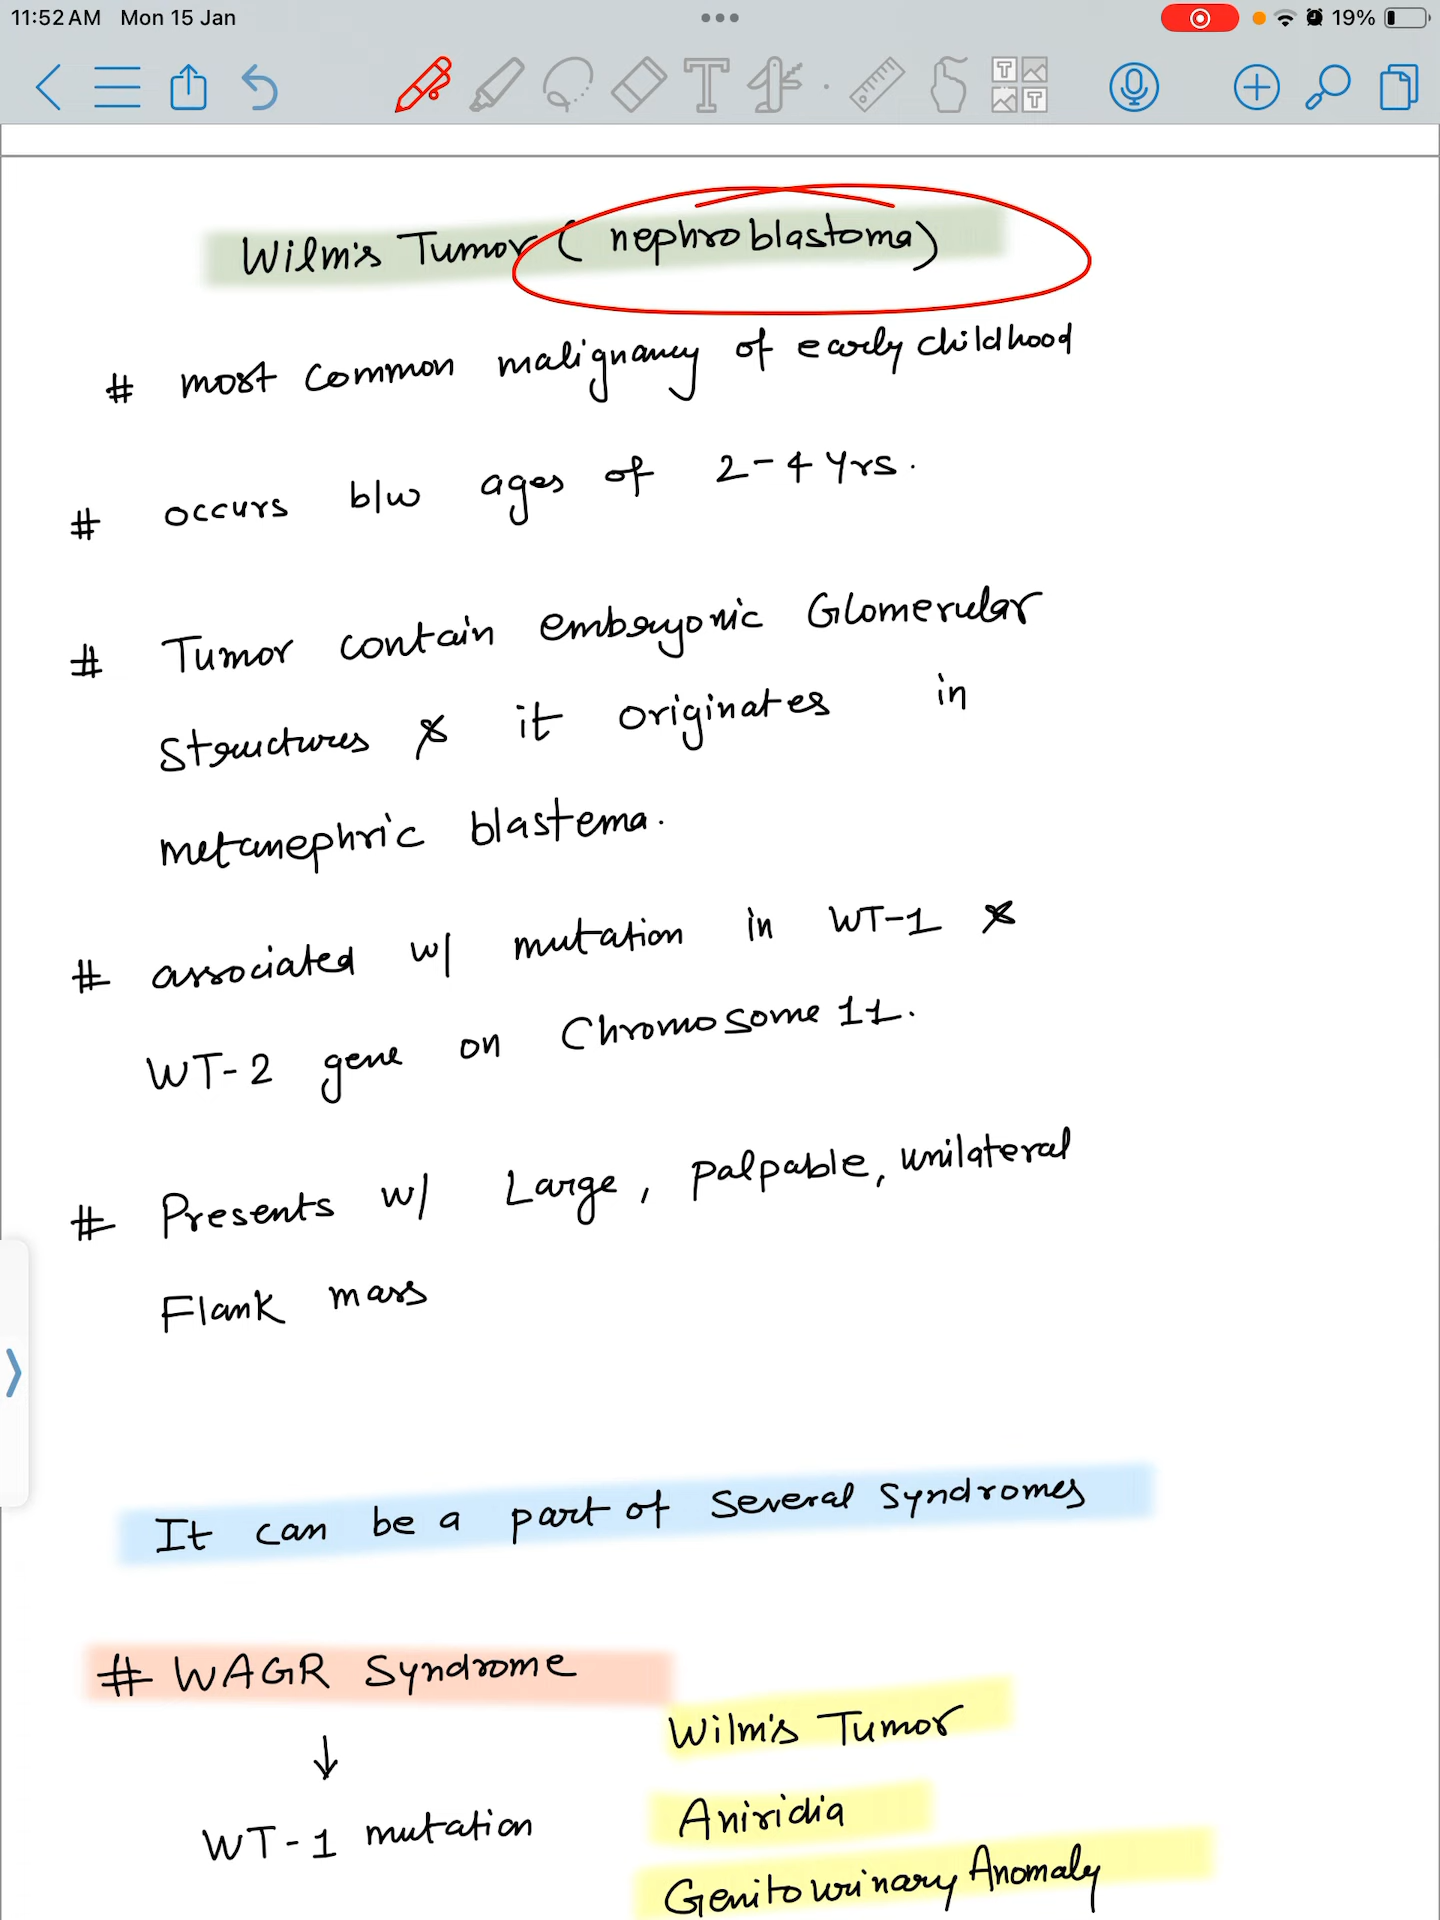 11:52 AM Mon 15 Jan
19%
Wilm's Tumor ( nephroblastoma)
# most common malignancy of early childhood
# occurs b/w ages of 2-4 yrs.
# Tumor contain embryonic Glomerular
structures & it originates in
metanephric blastema.
# associated w/ mutation in WT-1 &
WT-2 gene on Chromosome 11.
# Presents w/ Large, palpable, unilateral
Flank mass
It can be a part of several syndromes
# WAGR Syndrome
Wilm's Tumor
↓
Aniridia
WT-1 mutation
Genitourinary Anomaly